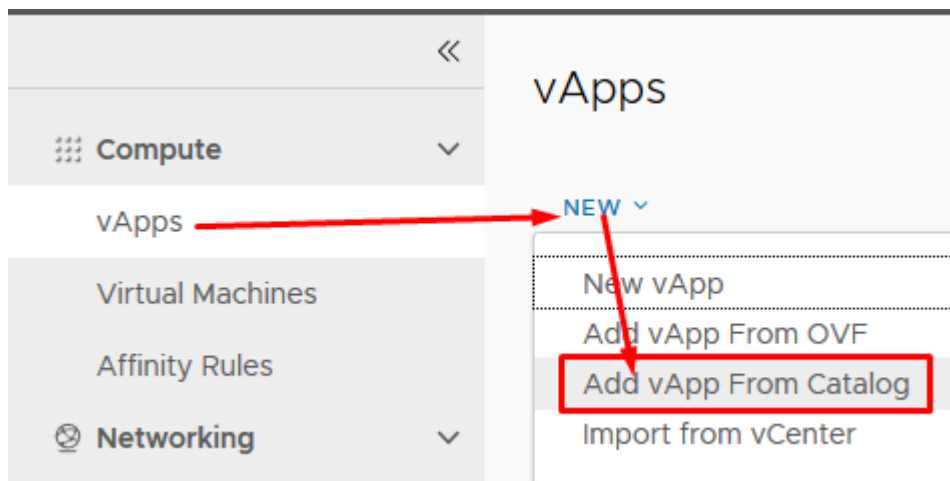 vApps
Compute
vApps
Virtual Machines
Affinity Rules
Networking
NEW
New vApp
Add vApp From OVF
Add vApp From Catalog
Import from vCenter